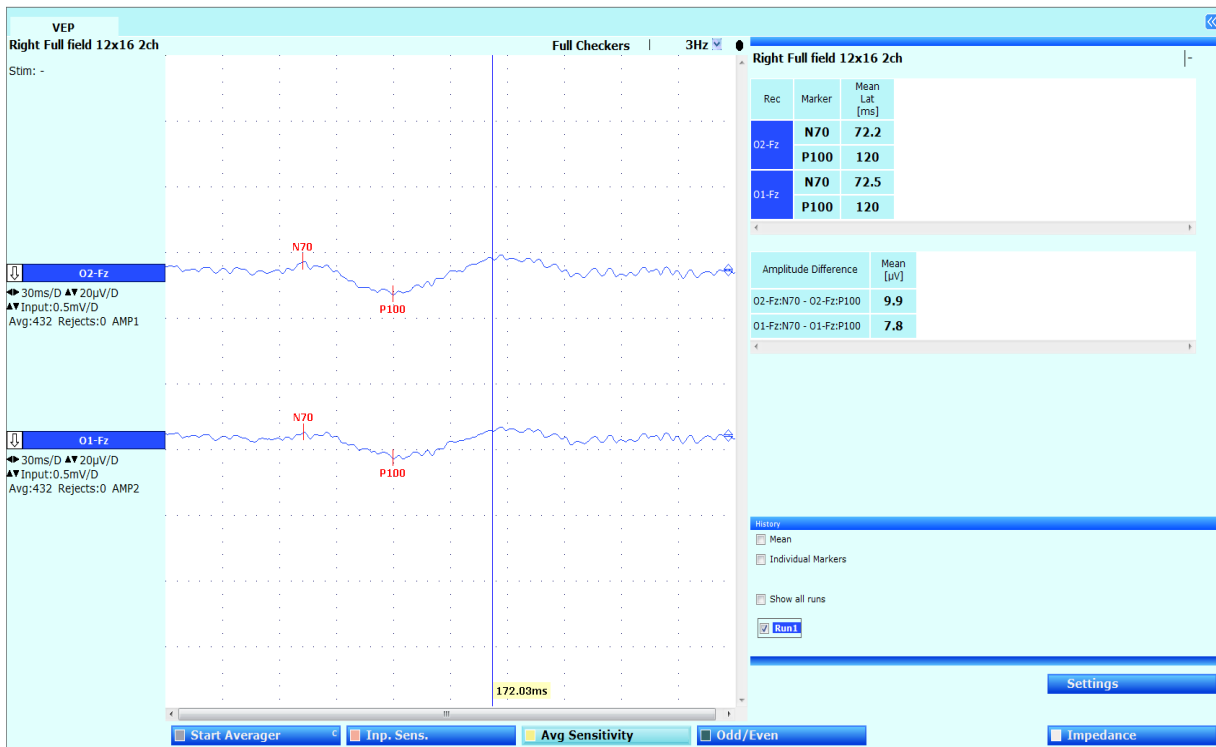 VEP
Right Full field 12x16 2ch
Full Checkers | 3Hz
Stim: -
N70
O2-Fz
P100
30ms/D 20µV/D
Input:0.5mV/D
Avg:432 Rejects:0 AMP1
N70
O1-Fz
P100
30ms/D 20µV/D
Input:0.5mV/D
Avg:432 Rejects:0 AMP2
172.03ms
Start Averager c
Inp. Sens.
Avg Sensitivity
Odd/Even
Right Full field 12x16 2ch
-
Rec Marker Mean Lat [ms]
O2-Fz N70 72.2
P100 120
O1-Fz N70 72.5
P100 120
Amplitude Difference Mean [µV]
O2-Fz:N70 - O2-Fz:P100 9.9
O1-Fz:N70 - O1-Fz:P100 7.8
History
Mean
Individual Markers
Show all runs
Run1
Settings
Impedance